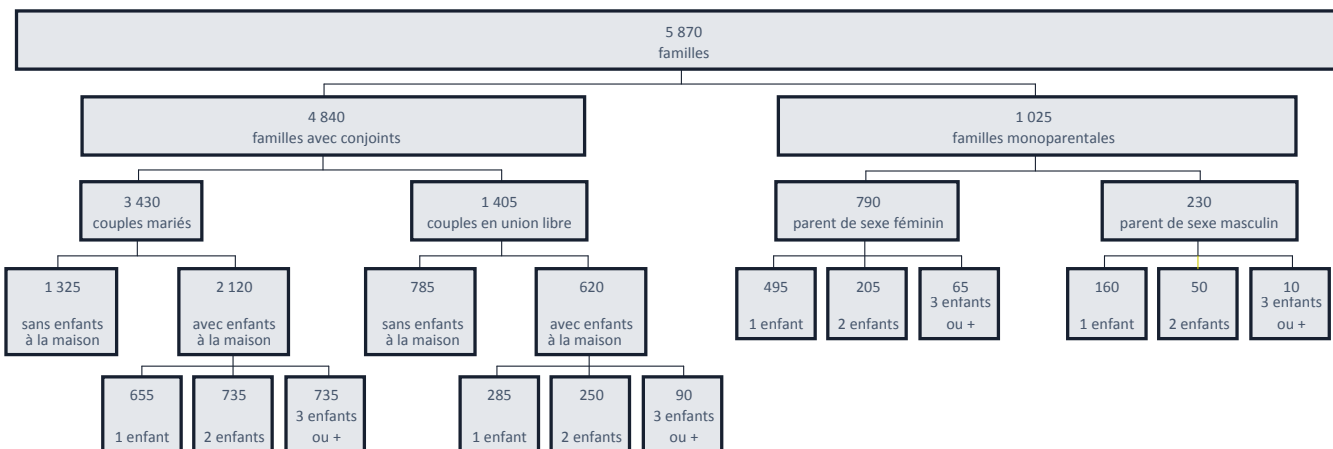 5 870
familles
4 840
familles avec conjoints
1 025
familles monoparentales
3 430
couples mariés
1 405
couples en union libre
790
parent de sexe féminin
230
parent de sexe masculin
1 325
sans enfants
à la maison
2 120
avec enfants
à la maison
785
sans enfants
à la maison
620
avec enfants
à la maison
495
1 enfant
205
2 enfants
65
3 enfants
ou +
160
1 enfant
50
2 enfants
10
3 enfants
ou +
655
1 enfant
735
2 enfants
735
3 enfants
ou +
285
1 enfant
250
2 enfants
90
3 enfants
ou +